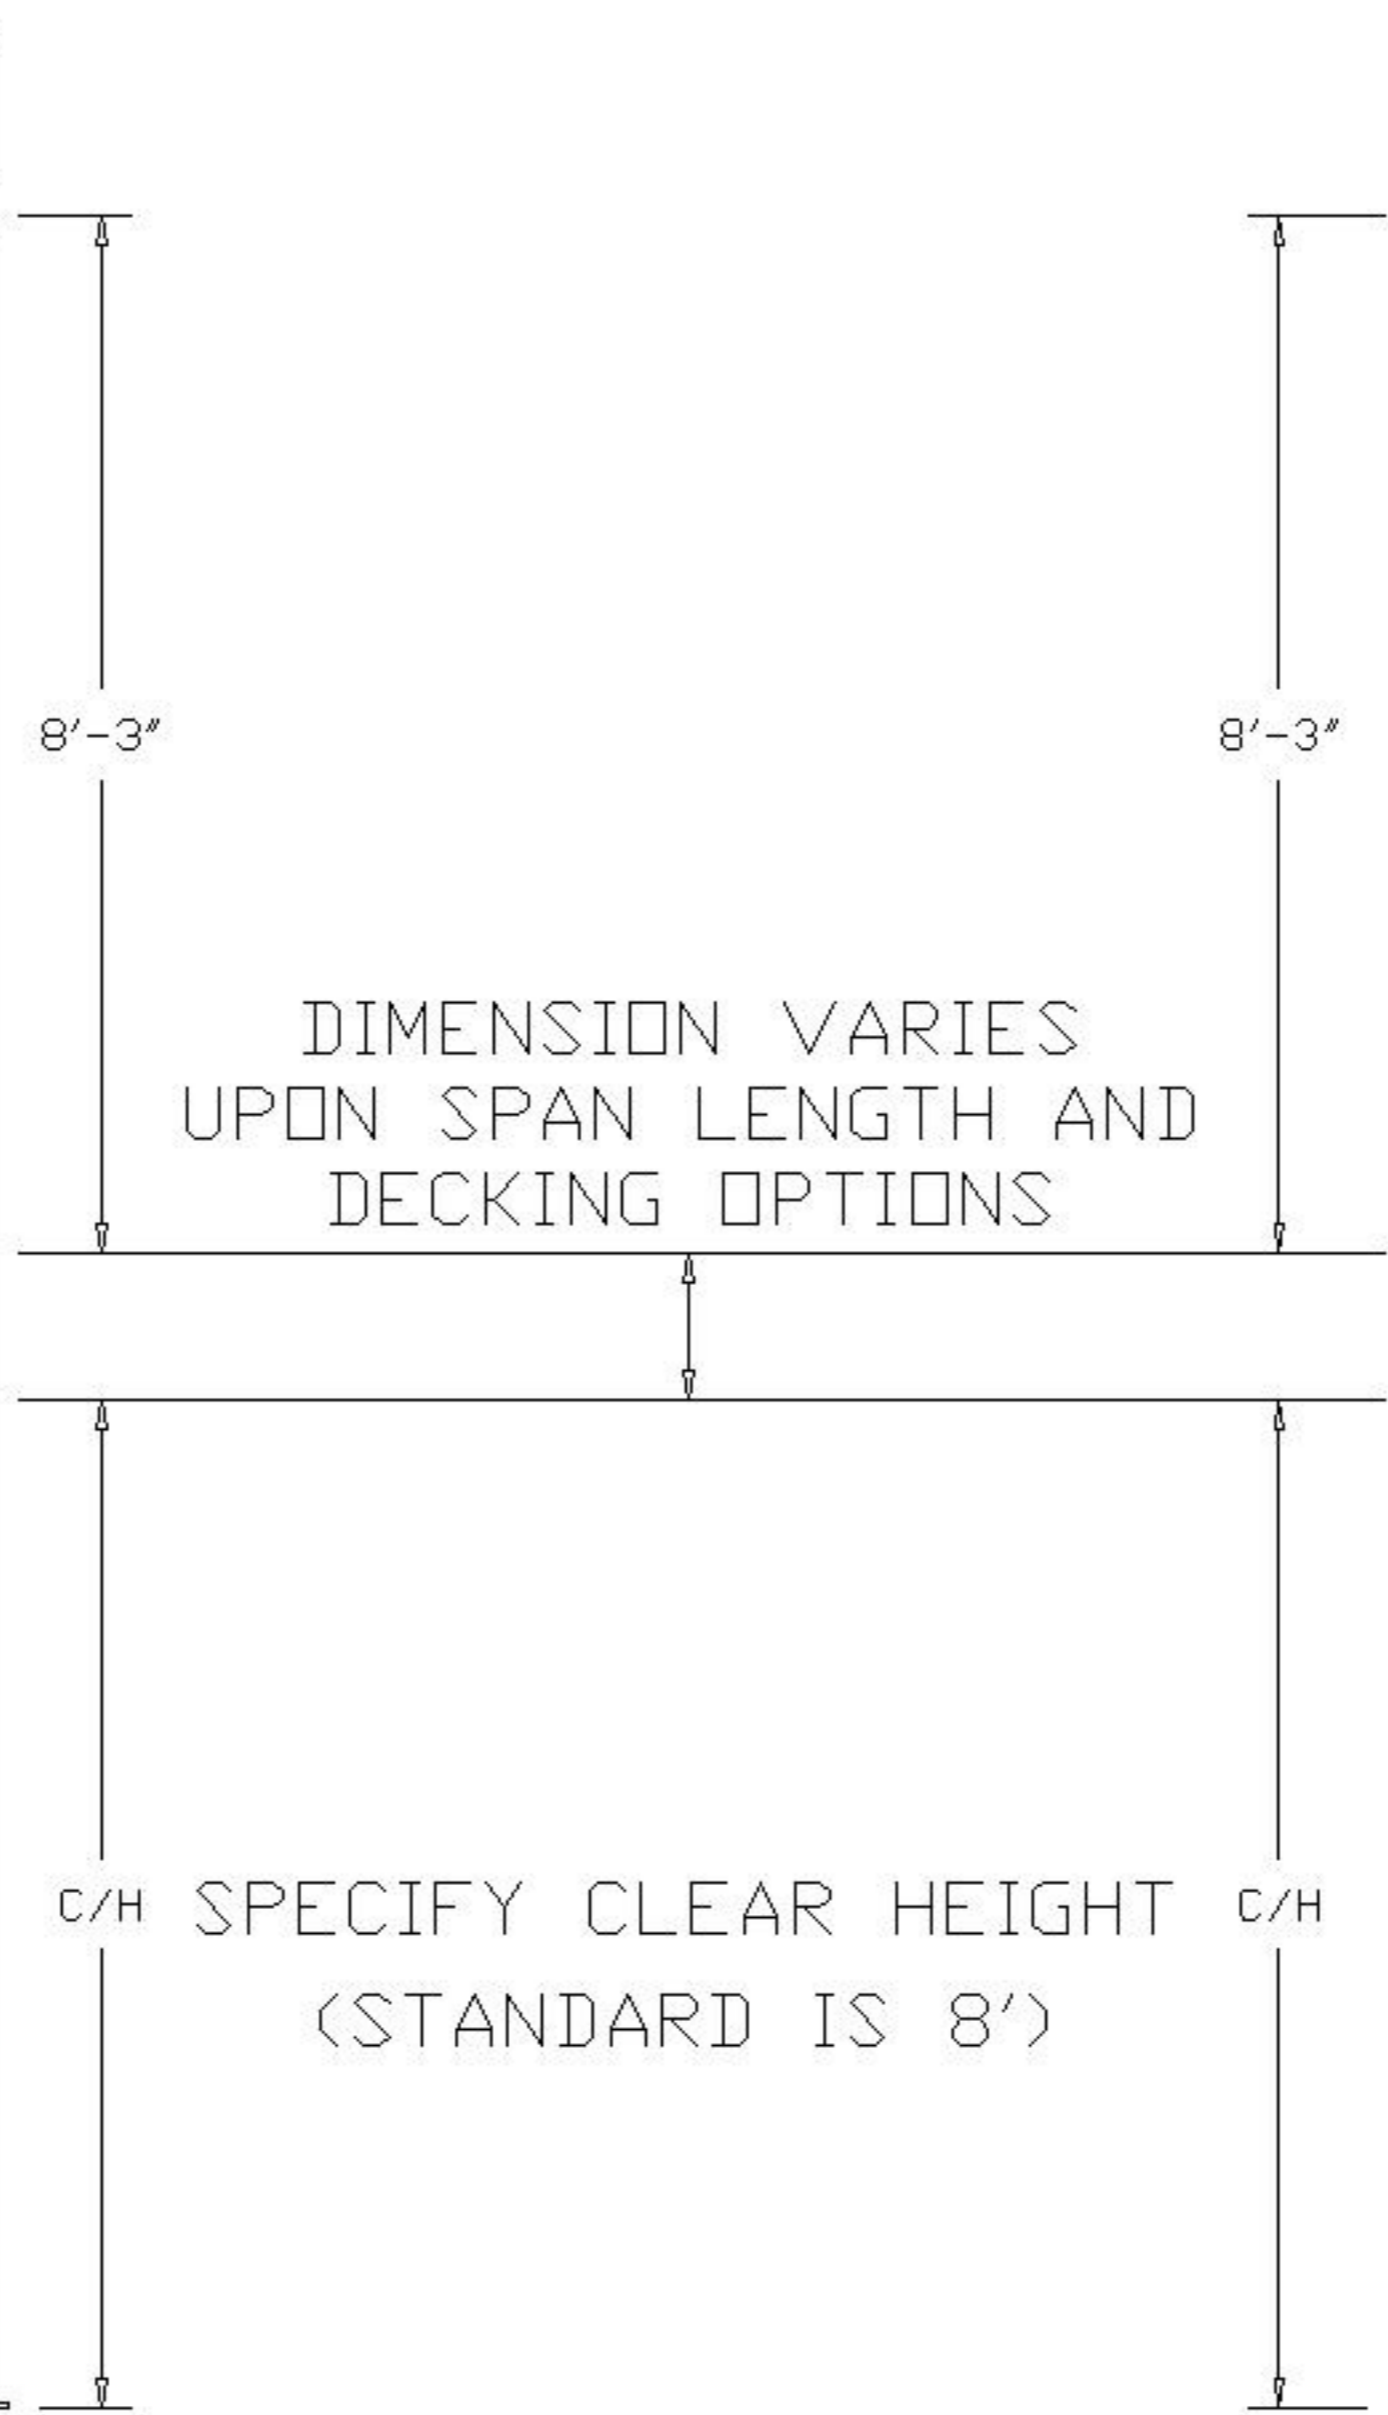 8'-3" 8'-3"
DIMENSION VARIES
UPON SPAN LENGTH AND
DECKING OPTIONS
C/H SPECIFY CLEAR HEIGHT C/H
(STANDARD IS 8')